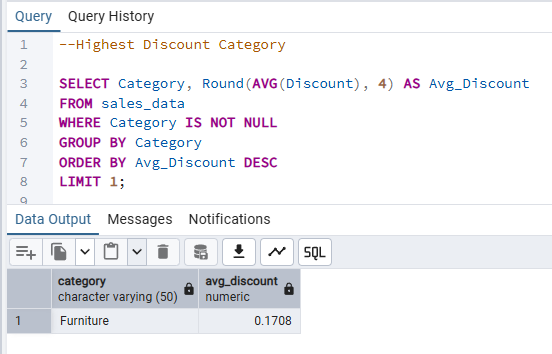 Query Query History
1 --Highest Discount Category
2
3 SELECT Category, Round(AVG(Discount), 4) AS Avg_Discount
4 FROM sales_data
5 WHERE Category IS NOT NULL
6 GROUP BY Category
7 ORDER BY Avg_Discount DESC
8 LIMIT 1;
9
Data Output Messages Notifications
SQL
category avg_discount
character varying (50) numeric
1 Furniture 0.1708